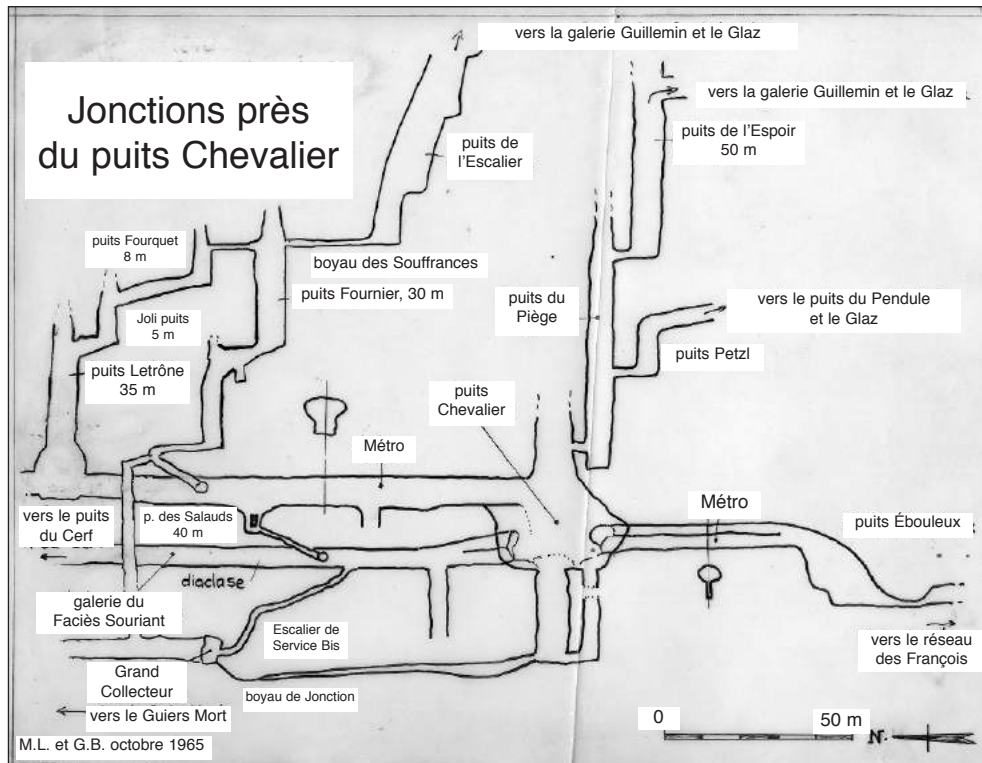 vers la galerie Guillemin et le Glaz
Jonctions près
du puits Chevalier
vers la galerie Guillemin et le Glaz
puits de l'Espoir
50 m
puits de
l'Escalier
puits Fourquet
8 m
boyau des Souffrances
puits Fournier, 30 m
puits du
Piège
vers le puits du Pendule
et le Glaz
Joli puits
5 m
puits Petzl
puits Letrône
35 m
puits
Chevalier
Métro
Métro
vers le puits
du Cerf
p. des Salauds
40 m
puits Ébouleux
diaclase
galerie du
Faciès Souriant
Escalier de
Service Bis
vers le réseau
des François
Grand
Collecteur
boyau de Jonction
vers le Guiers Mort
0 50 m
N.
M.L. et G.B. octobre 1965